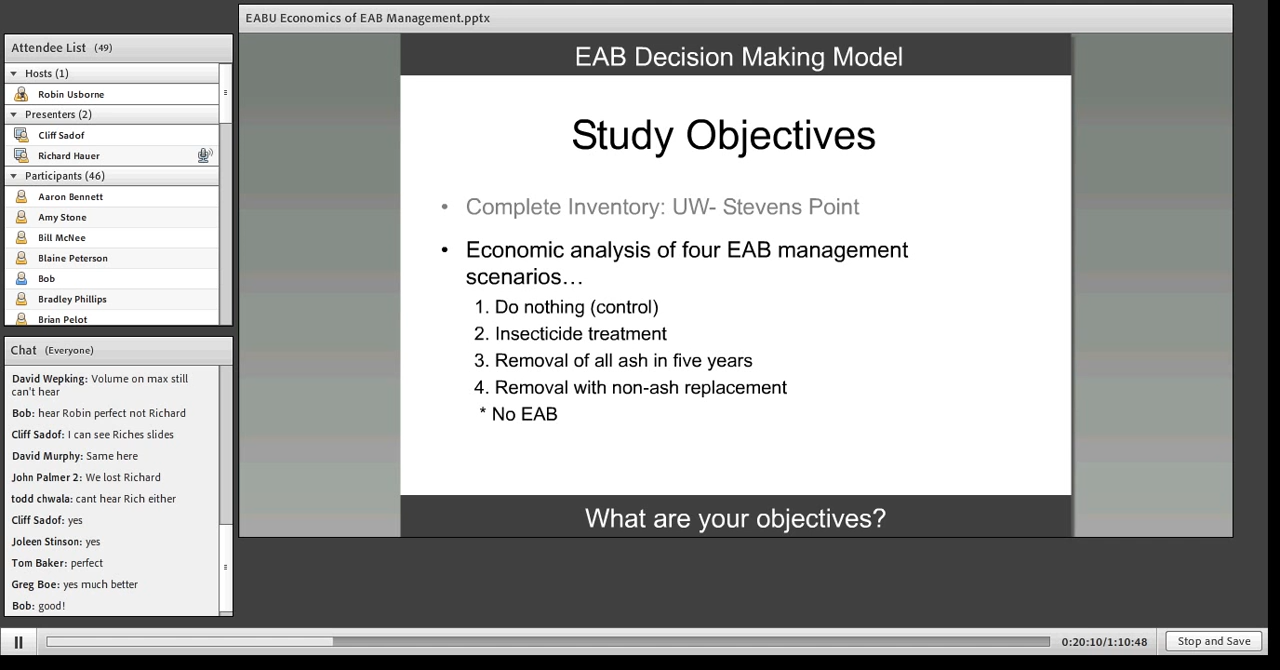 EABU Economics of EAB Management.pptx
Attendee List (49)
Hosts (1)
Robin Usborne
Presenters (2)
Cliff Sadof
Richard Hauer
Participants (46)
Aaron Bennett
Amy Stone
Bill McNee
Blaine Peterson
Bob
Bradley Phillips
Brian Pelot
Chat (Everyone)
David Wepking: Volume on max still
can't hear
Bob: hear Robin perfect not Richard
Cliff Sadof: I can see Riches slides
David Murphy: Same here
John Palmer 2: We lost Richard
todd chwala: cant hear Rich either
Cliff Sadof: yes
Joleen Stinson: yes
Tom Baker: perfect
Greg Boe: yes much better
Bob: good!
EAB Decision Making Model
Study Objectives
• Complete Inventory: UW- Stevens Point
• Economic analysis of four EAB management
scenarios…
1. Do nothing (control)
2. Insecticide treatment
3. Removal of all ash in five years
4. Removal with non-ash replacement
* No EAB
What are your objectives?
0:20:10/1:10:48
Stop and Save